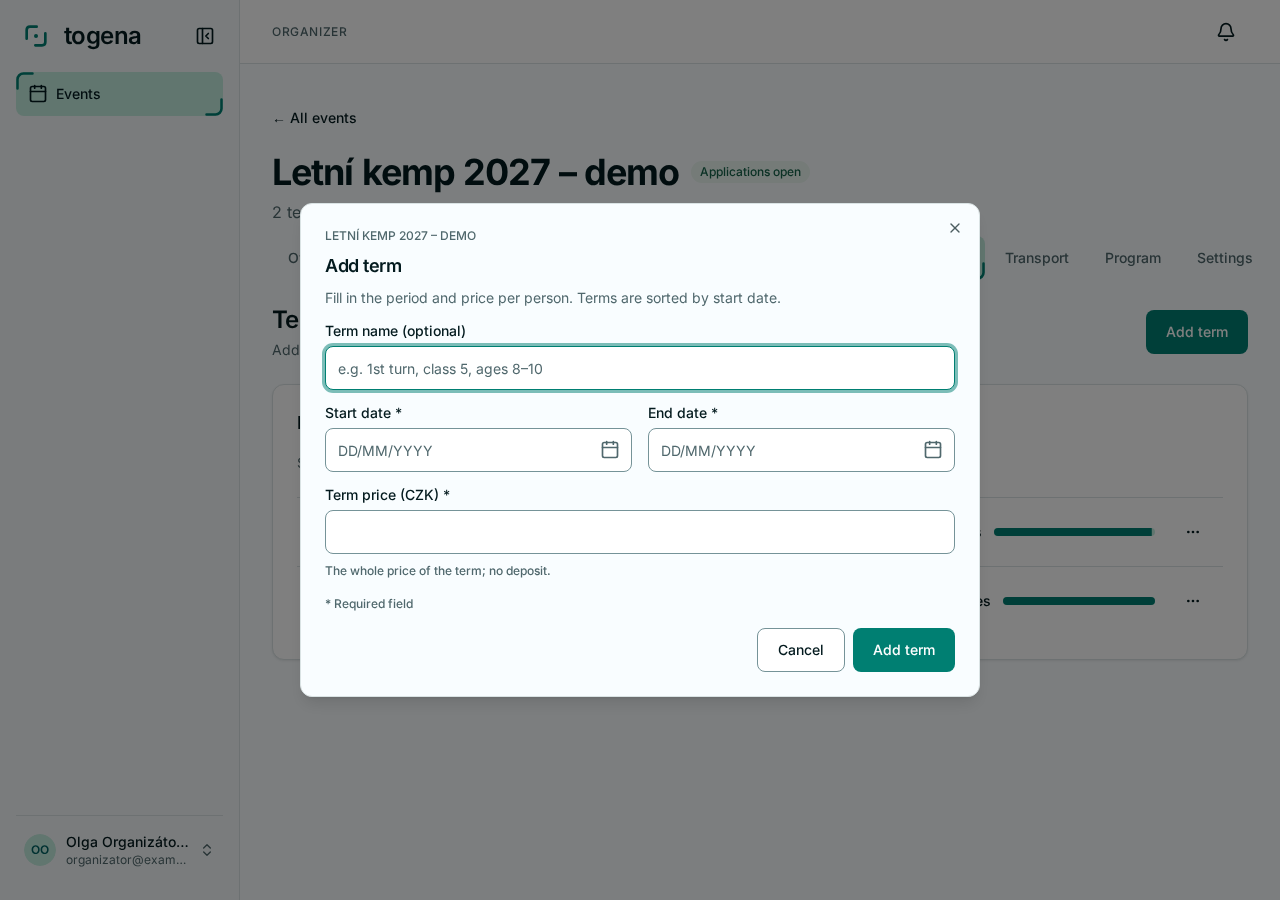 togena
ORGANIZER
Events
← All events
Letní kemp 2027 – demo
Applications open
2 te
LETNÍ KEMP 2027 – DEMO
Add term
Fill in the period and price per person. Terms are sorted by start date.
Transport
Program
Settings
Te
Add
Add term
Term name (optional)
e.g. 1st turn, class 5, ages 8–10
Start date *
End date *
DD/MM/YYYY
DD/MM/YYYY
Term price (CZK) *
The whole price of the term; no deposit.
* Required field
Cancel
Add term
Olga Organizáto...
OO
organizator@exam...